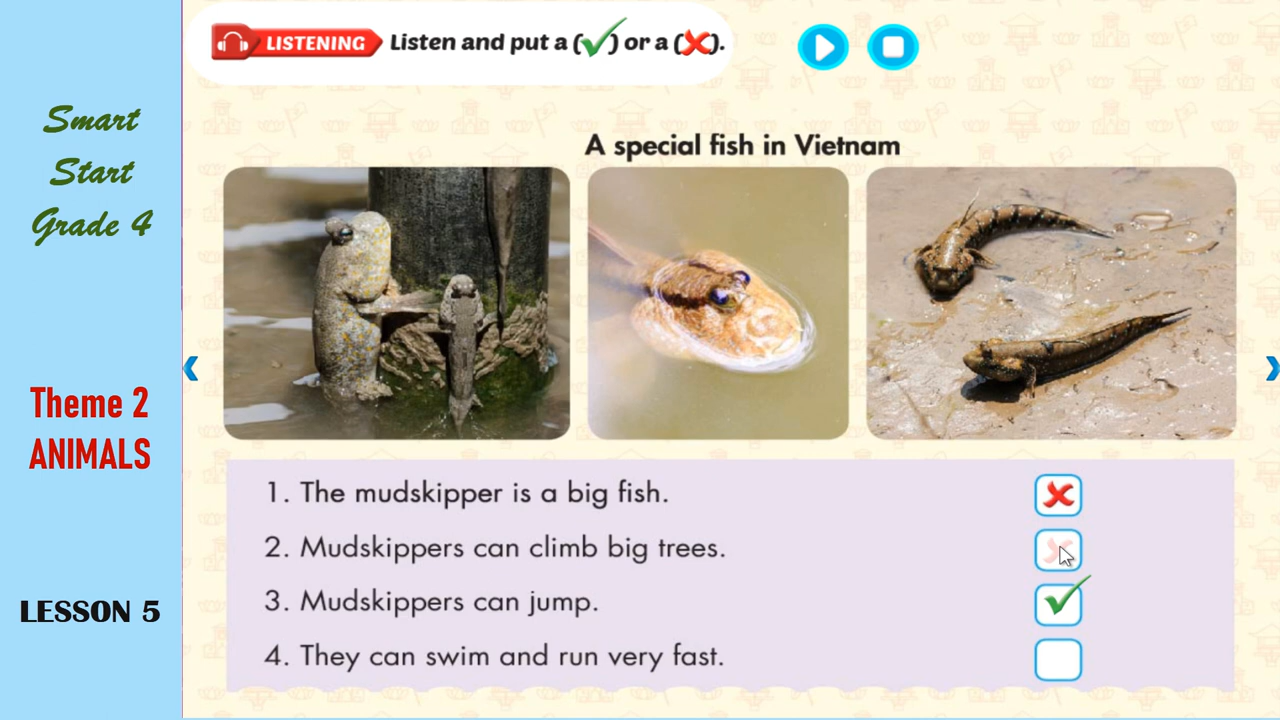 Smart
Start
Grade 4
Theme 2
ANIMALS
LESSON 5
LISTENING Listen and put a (✓) or a (✗).
A special fish in Vietnam
1. The mudskipper is a big fish. ✗
2. Mudskippers can climb big trees. ✗
3. Mudskippers can jump. ✓
4. They can swim and run very fast.